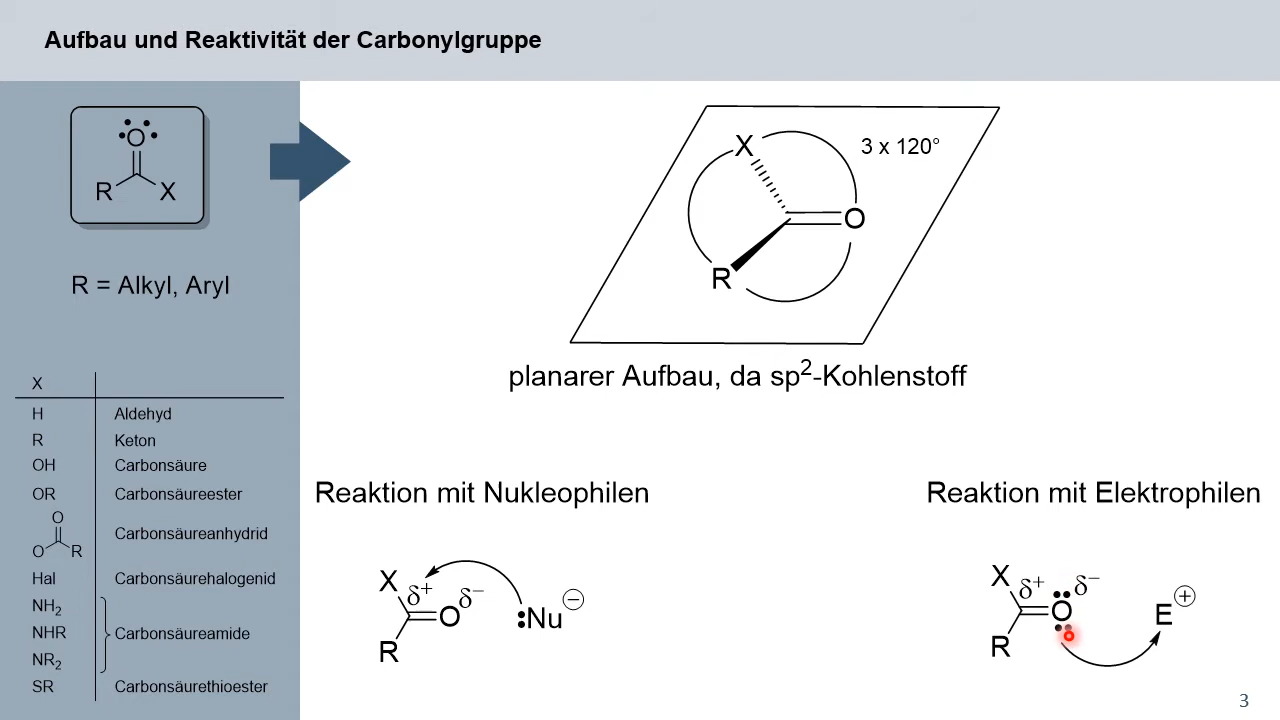 Aufbau und Reaktivität der Carbonylgruppe
O
R X
R = Alkyl, Aryl
X
H Aldehyd
R Keton
OH Carbonsäure
OR Carbonsäureester
O
O R Carbonsäureanhydrid
Hal Carbonsäurehalogenid
NH₂
NHR Carbonsäureamide
NR₂
SR Carbonsäurethioester
X 3 x 120°
O
R
planarer Aufbau, da sp²-Kohlenstoff
Reaktion mit Nukleophilen
X δ⁺ δ⁻
O :Nu ⊖
R
Reaktion mit Elektrophilen
X δ⁺ δ⁻
O E ⊕
R
3